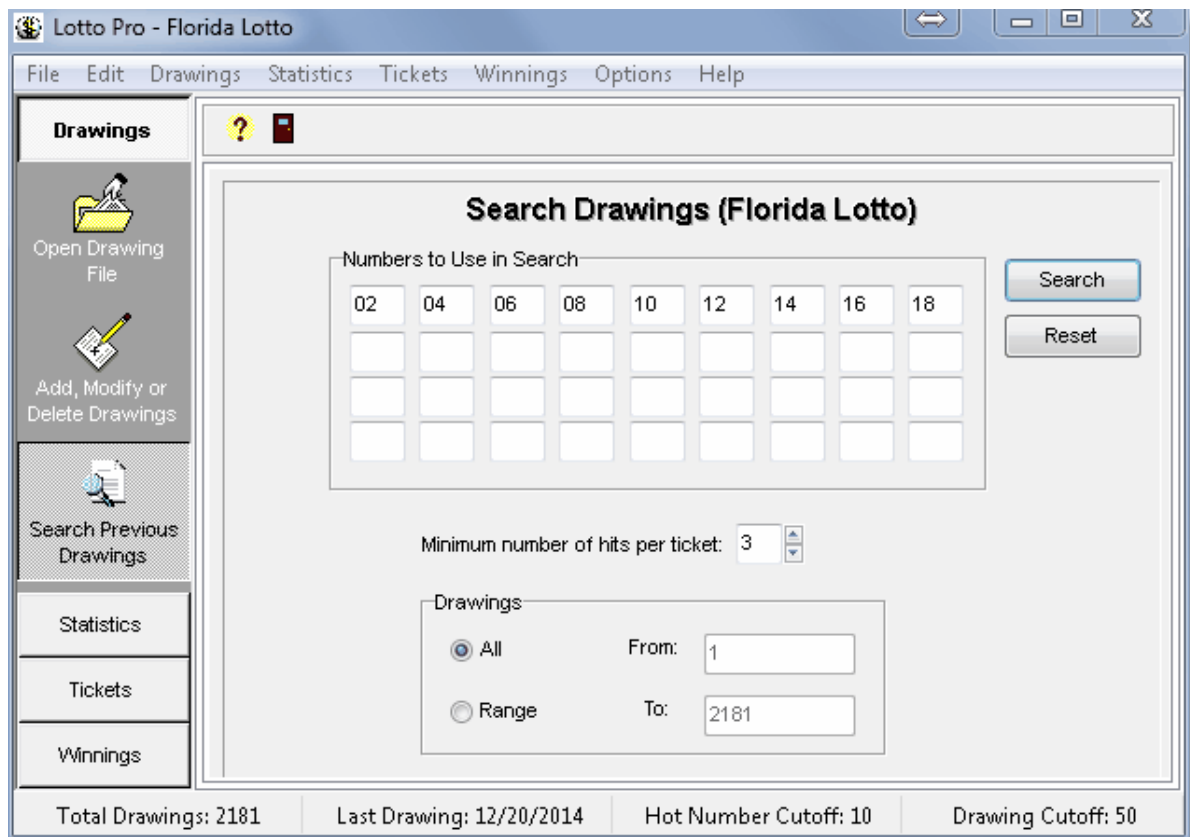 Lotto Pro - Florida Lotto
File Edit Drawings Statistics Tickets Winnings Options Help
Drawings
Open Drawing
File
Add, Modify or
Delete Drawings
Search Previous
Drawings
Statistics
Tickets
Winnings
Search Drawings (Florida Lotto)
Numbers to Use in Search
02 04 06 08 10 12 14 16 18
Search
Reset
Minimum number of hits per ticket: 3
Drawings
All From: 1
Range To: 2181
Total Drawings: 2181 Last Drawing: 12/20/2014 Hot Number Cutoff: 10 Drawing Cutoff: 50